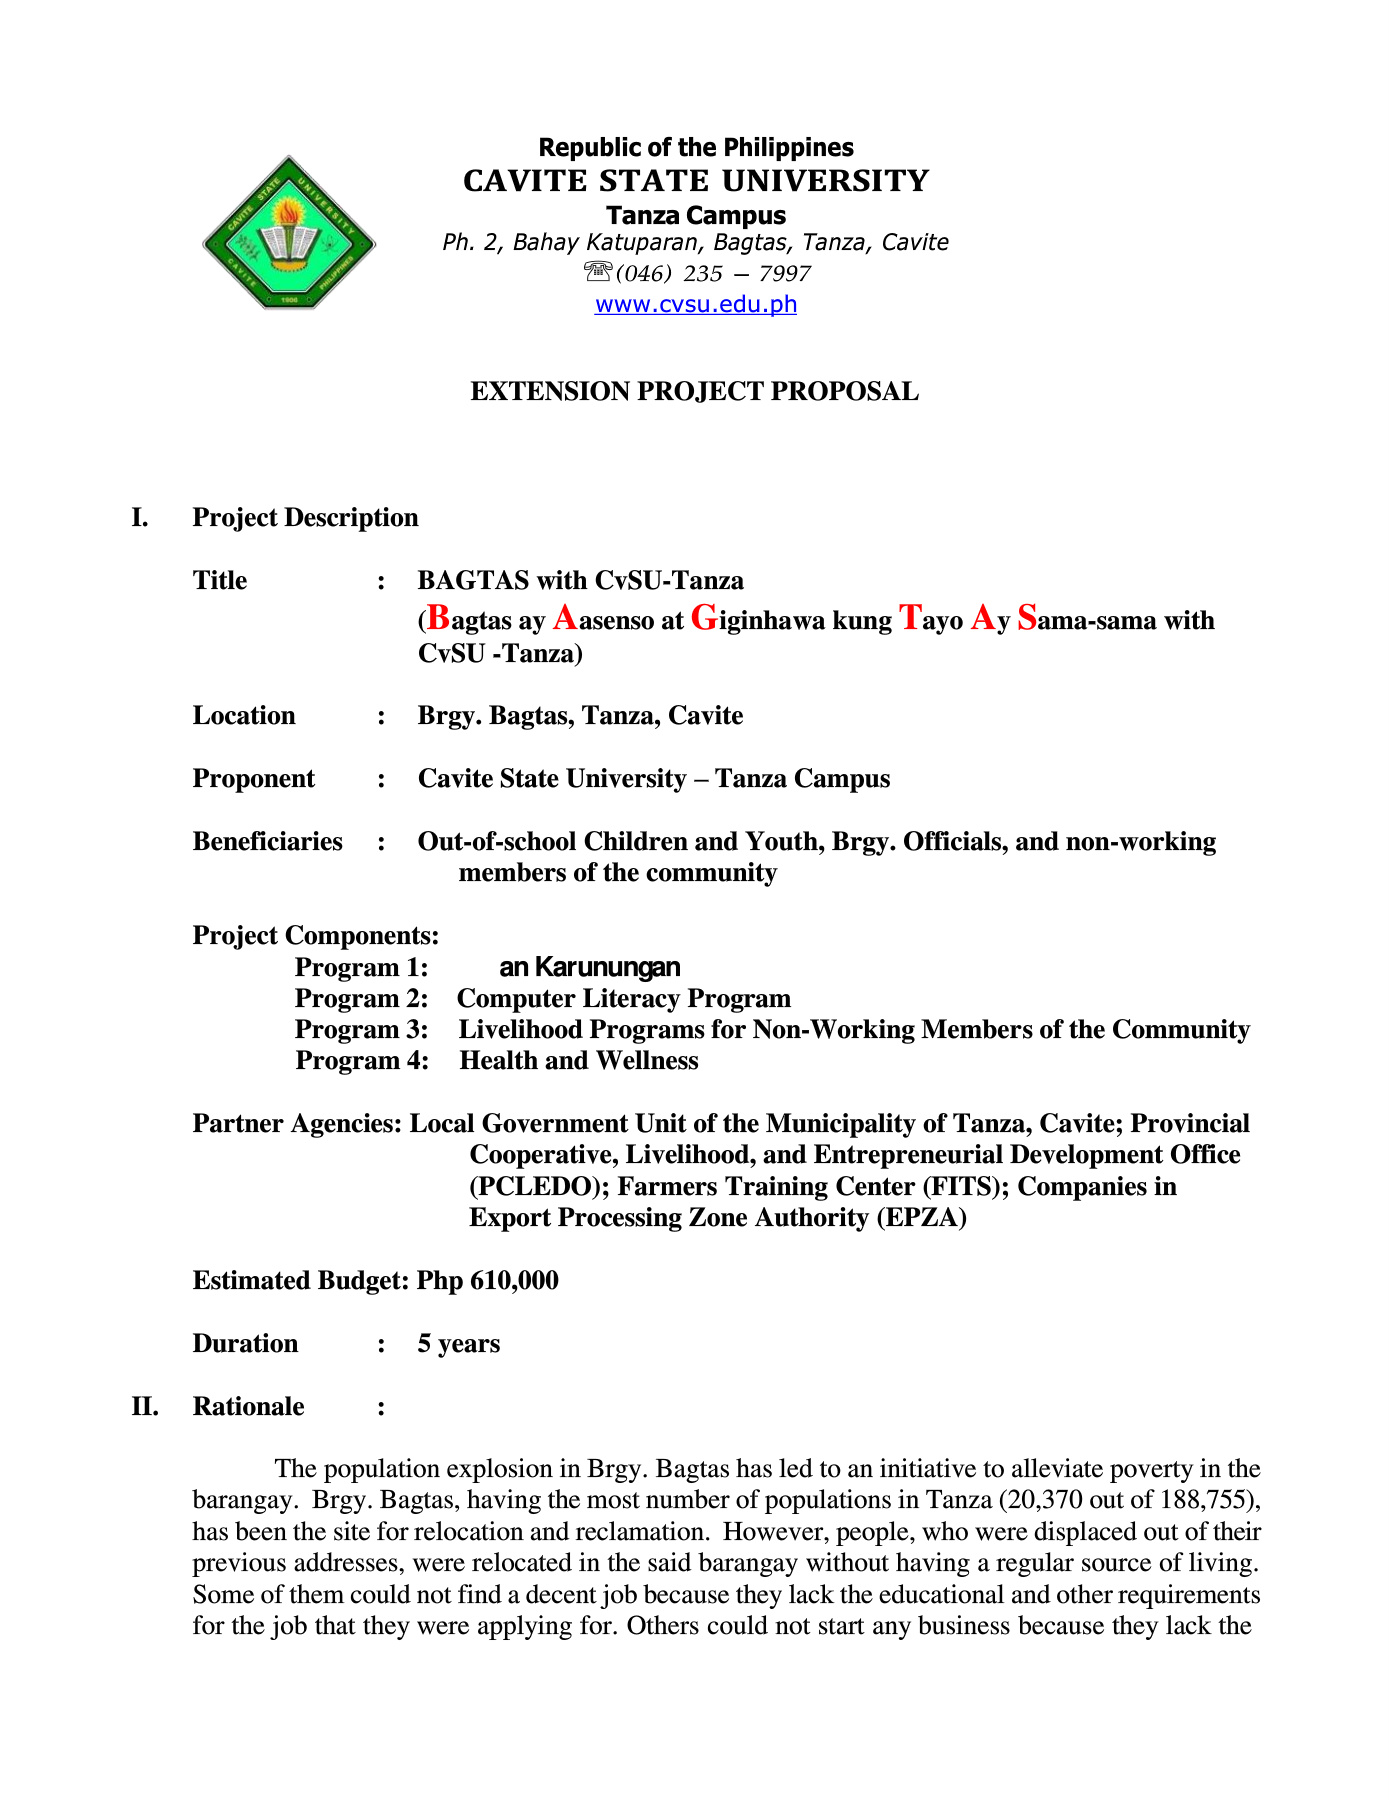 Republic of the Philippines
CAVITE STATE UNIVERSITY
Tanza Campus
Ph. 2, Bahay Katuparan, Bagtas, Tanza, Cavite
☏(046) 235 – 7997
www.cvsu.edu.ph
CAVITE STATE UNIVERSITY
CAVITE PHILIPPINES
1906
EXTENSION PROJECT PROPOSAL
I. Project Description
Title : BAGTAS with CvSU-Tanza
(Bagtas ay Aasenso at Giginhawa kung Tayo Ay Sama-sama with
CvSU -Tanza)
Location : Brgy. Bagtas, Tanza, Cavite
Proponent : Cavite State University – Tanza Campus
Beneficiaries : Out-of-school Children and Youth, Brgy. Officials, and non-working
members of the community
Project Components:
Program 1: an Karunungan
Program 2: Computer Literacy Program
Program 3: Livelihood Programs for Non-Working Members of the Community
Program 4: Health and Wellness
Partner Agencies: Local Government Unit of the Municipality of Tanza, Cavite; Provincial
Cooperative, Livelihood, and Entrepreneurial Development Office
(PCLEDO); Farmers Training Center (FITS); Companies in
Export Processing Zone Authority (EPZA)
Estimated Budget: Php 610,000
Duration : 5 years
II. Rationale :
The population explosion in Brgy. Bagtas has led to an initiative to alleviate poverty in the
barangay. Brgy. Bagtas, having the most number of populations in Tanza (20,370 out of 188,755),
has been the site for relocation and reclamation. However, people, who were displaced out of their
previous addresses, were relocated in the said barangay without having a regular source of living.
Some of them could not find a decent job because they lack the educational and other requirements
for the job that they were applying for. Others could not start any business because they lack the